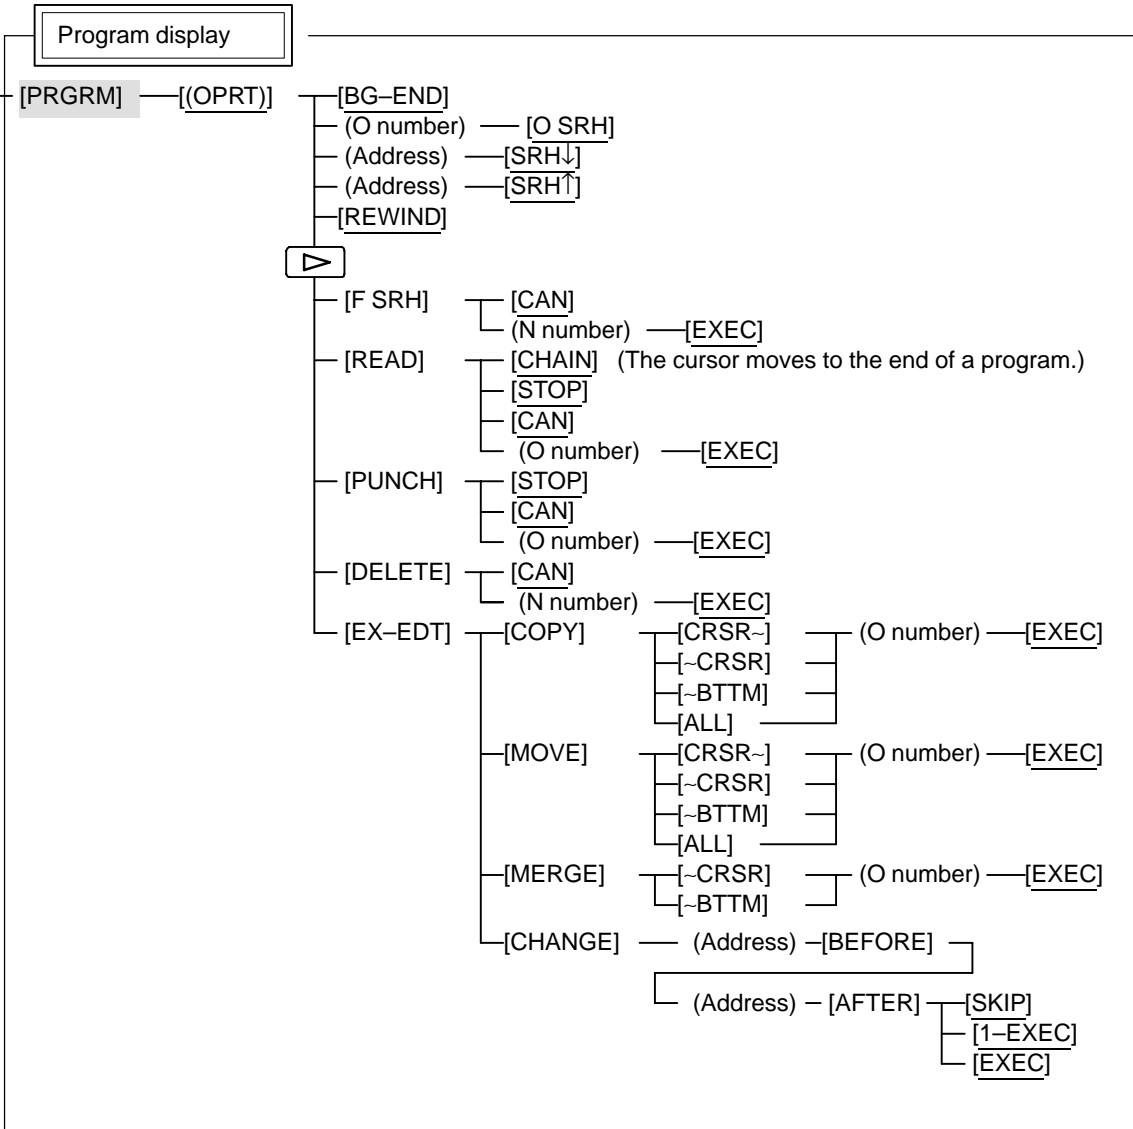 Program display
[PRGRM] [(OPRT)] [BG–END]
(O number) [O SRH]
(Address) [SRH↓]
(Address) [SRH↑]
[REWIND]
[F SRH] [CAN]
(N number) [EXEC]
[READ] [CHAIN] (The cursor moves to the end of a program.)
[STOP]
[CAN]
(O number) [EXEC]
[PUNCH] [STOP]
[CAN]
(O number) [EXEC]
[DELETE] [CAN]
(N number) [EXEC]
[EX–EDT] [COPY] [CRSR~] (O number) [EXEC]
[~CRSR]
[~BTTM]
[ALL]
[MOVE] [CRSR~] (O number) [EXEC]
[~CRSR]
[~BTTM]
[ALL]
[MERGE] [~CRSR] (O number) [EXEC]
[~BTTM]
[CHANGE] (Address) [BEFORE]
(Address) [AFTER] [SKIP]
[1–EXEC]
[EXEC]